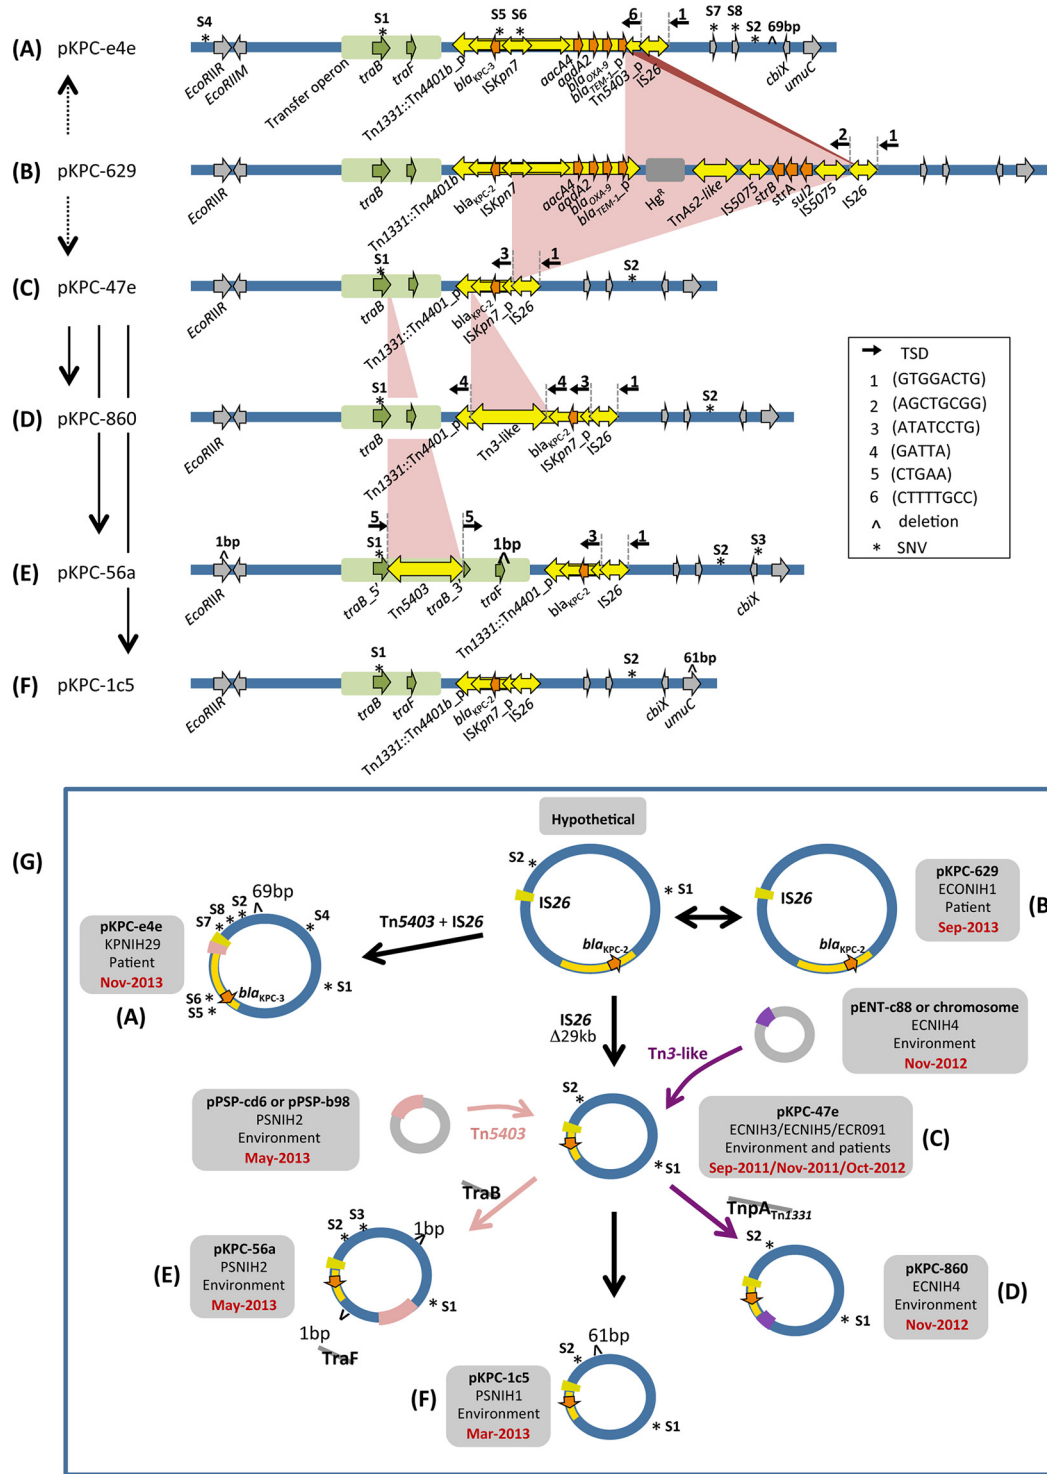 S4
S1
S5
S6
6
1
S7
S8
S2
69bp
(A) pKPC-e4e
EcoRIIR
EcoRIIM
Transfer operon
traB
traF
Tn1331::Tn4401b_p
blaKPC-3
ISKpn7
aacA4
aadA2
blaOXA-9
blaTEM-1_p
Tn5403_p
IS26
cbiX
umuC
2
1
(B) pKPC-629
EcoRIIR
traB
Tn1331::Tn4401b
blaKPC-2
ISKpn7
aacA4
aadA2
blaOXA-9
blaTEM-1_p
HgR
TnAs2-like
IS5075
strB
strA
sul2
IS5075
IS26
S1
3
1
S2
(C) pKPC-47e
EcoRIIR
traB
Tn1331::Tn4401_p
blaKPC-2
ISKpn7_p
IS26
S1
4
4
3
1
S2
(D) pKPC-860
EcoRIIR
traB
Tn1331::Tn4401_p
Tn3-like
blaKPC-2
ISKpn7_p
IS26
TSD
1 (GTGGACTG)
2 (AGCTGCGG)
3 (ATATCCTG)
4 (GATTA)
5 (CTGAA)
6 (CTTTTGCC)
^ deletion
* SNV
1bp
S1
5
5
1bp
3
1
S2
S3
(E) pKPC-56a
EcoRIIR
traB_5'
Tn5403
traB_3'
traF
Tn1331::Tn4401_p
blaKPC-2
IS26
cbiX
S1
S2
61bp
(F) pKPC-1c5
EcoRIIR
traB
traF
Tn1331::Tn4401b_p
blaKPC-2
ISKpn7_p
IS26
cbiX
umuC
(G)
Hypothetical
S2 *
IS26
* S1
blaKPC-2
IS26
blaKPC-2
pKPC-629
ECONIH1
Patient
Sep-2013
(B)
69bp
S2
S8
S7
S4
pKPC-e4e
KPNIH29
Patient
Nov-2013
(A)
S6 *
S5 *
blaKPC-3
* S1
Tn5403 + IS26
IS26
Δ29kb
Tn3-like
pENT-c88 or chromosome
ECNIH4
Environment
Nov-2012
pPSP-cd6 or pPSP-b98
PSNIH2
Environment
May-2013
Tn5403
S2
* S1
pKPC-47e
ECNIH3/ECNIH5/ECR091
Environment and patients
Sep-2011/Nov-2011/Oct-2012
(C)
TraB
TnpATn1331
(E)
pKPC-56a
PSNIH2
Environment
May-2013
S2
S3
1bp
* S1
1bp
TraF
S2
* S1
pKPC-860
ECNIH4
Environment
Nov-2012
(D)
(F)
pKPC-1c5
PSNIH1
Environment
Mar-2013
61bp
S2
* S1